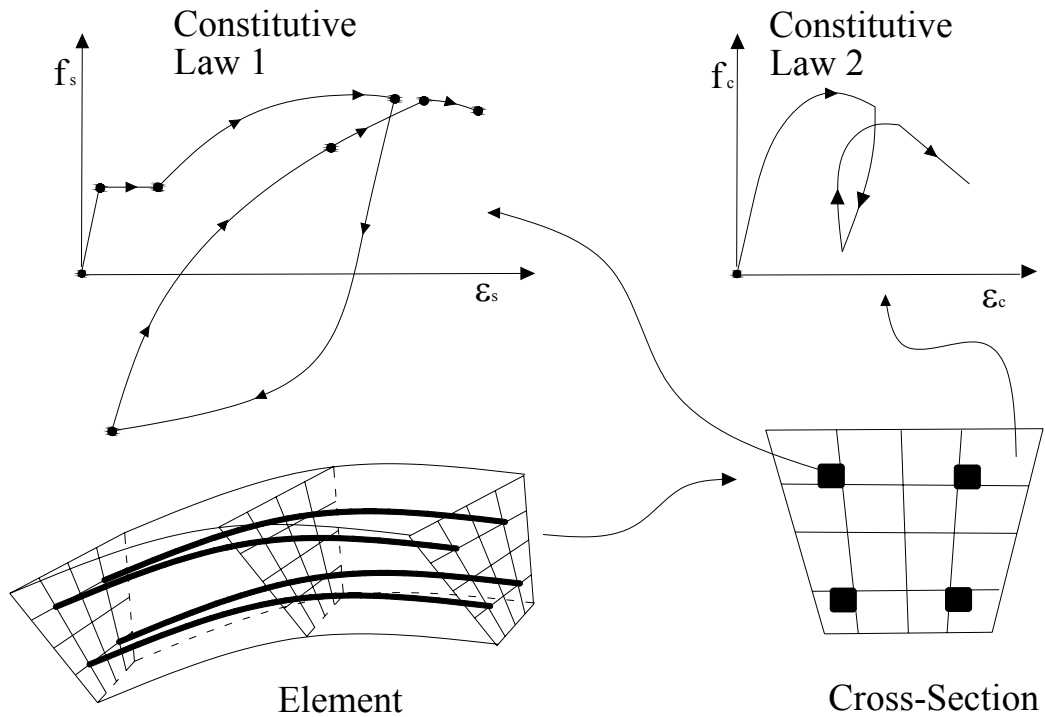 Constitutive
Law 1
fs
εs
Constitutive
Law 2
fc
εc
Element
Cross-Section